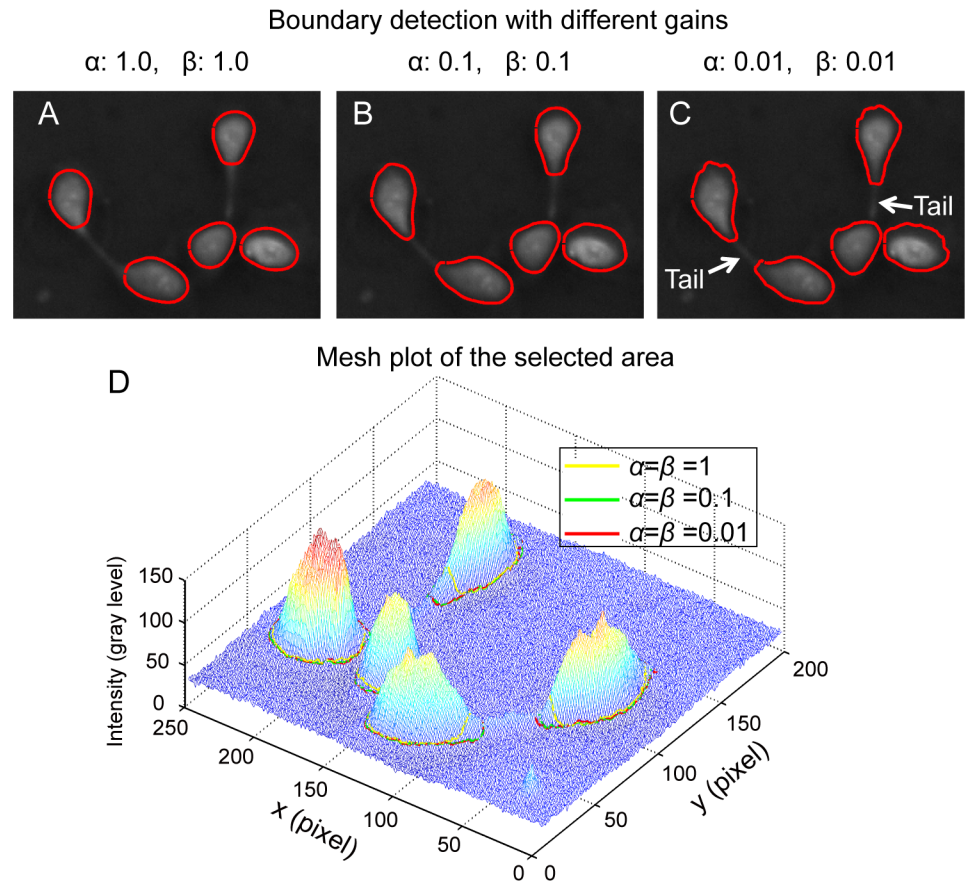 Boundary detection with different gains
α: 1.0, β: 1.0
α: 0.1, β: 0.1
α: 0.01, β: 0.01
A
B
C
Tail
Tail
Mesh plot of the selected area
D
α=β =1
α=β =0.1
α=β =0.01
Intensity (gray level)
150
100
50
0
250
200
150
100
50
0
x (pixel)
0
50
100
150
200
y (pixel)